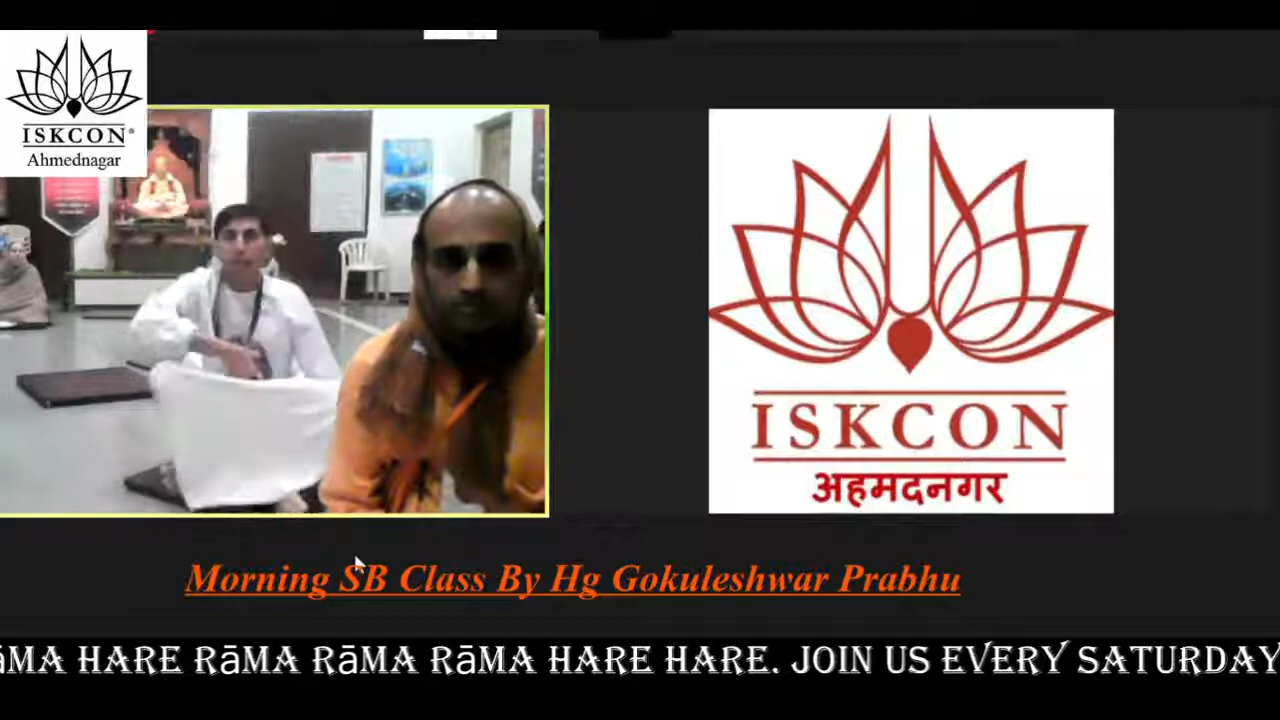 ISKCON®
Ahmednagar
ISKCON
अहमदनगर
Morning SB Class By Hg Gokuleshwar Prabhu
āMA HARE RāMA RāMA RāMA HARE HARE. JOIN US EVERY SATURDAY